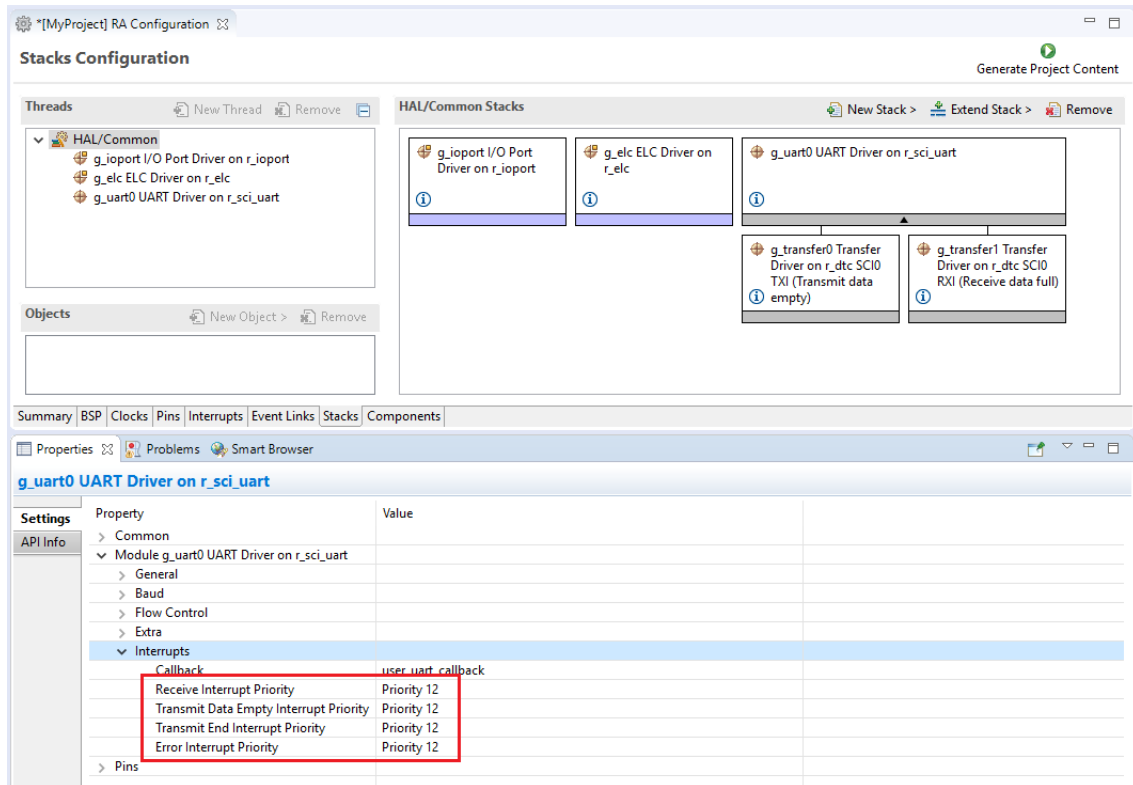 *[MyProject] RA Configuration
Stacks Configuration
Generate Project Content
Threads
New Thread
Remove
HAL/Common
g_ioport I/O Port Driver on r_ioport
g_elc ELC Driver on r_elc
g_uart0 UART Driver on r_sci_uart
Objects
New Object >
Remove
HAL/Common Stacks
New Stack >
Extend Stack >
Remove
g_ioport I/O Port
Driver on r_ioport
g_elc ELC Driver on
r_elc
g_uart0 UART Driver on r_sci_uart
g_transfer0 Transfer
Driver on r_dtc SCI0
TXI (Transmit data
empty)
g_transfer1 Transfer
Driver on r_dtc SCI0
RXI (Receive data full)
Summary BSP Clocks Pins Interrupts Event Links Stacks Components
Properties Problems Smart Browser
g_uart0 UART Driver on r_sci_uart
Settings
API Info
Property Value
Common
Module g_uart0 UART Driver on r_sci_uart
General
Baud
Flow Control
Extra
Interrupts
Callback user_uart_callback
Receive Interrupt Priority Priority 12
Transmit Data Empty Interrupt Priority Priority 12
Transmit End Interrupt Priority Priority 12
Error Interrupt Priority Priority 12
Pins